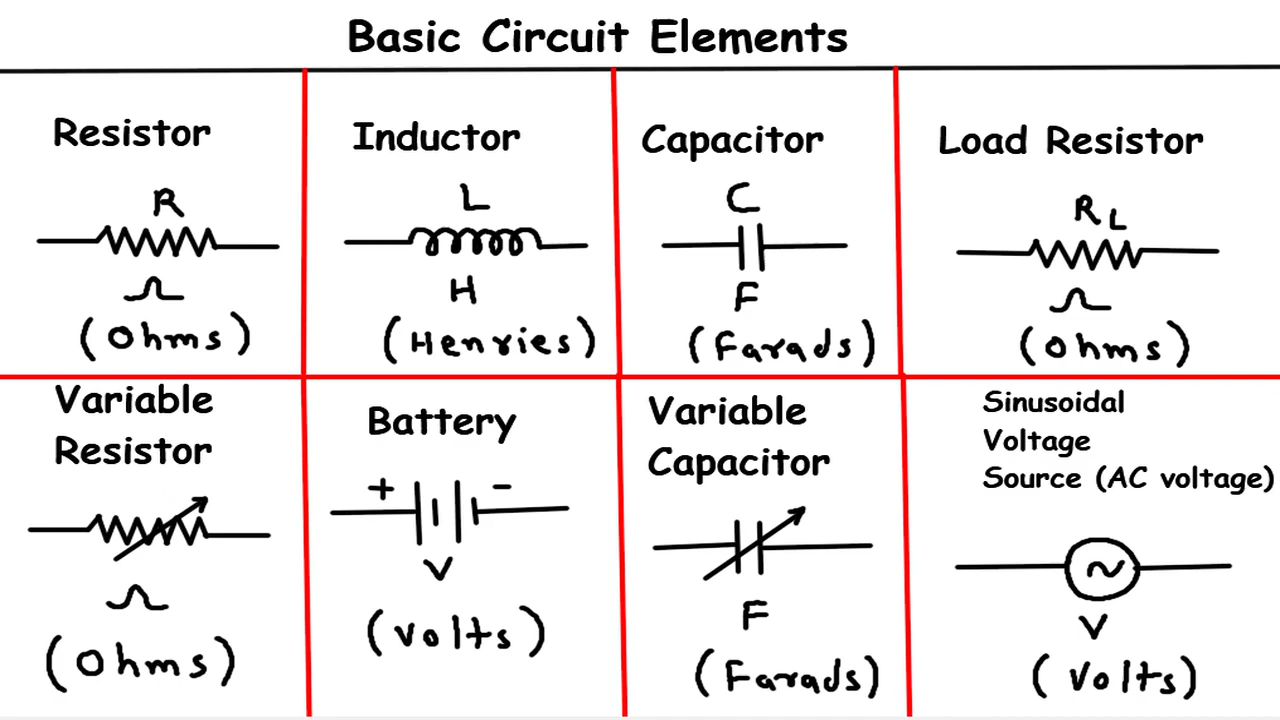 Basic Circuit Elements
Resistor
R
Ω
(Ohms)
Inductor
L
H
(Henries)
Capacitor
C
F
(Farads)
Load Resistor
RL
Ω
(Ohms)
Variable
Resistor
Ω
(Ohms)
Battery
+ -
V
(Volts)
Variable
Capacitor
F
(Farads)
Sinusoidal
Voltage
Source (AC voltage)
~
V
(Volts)